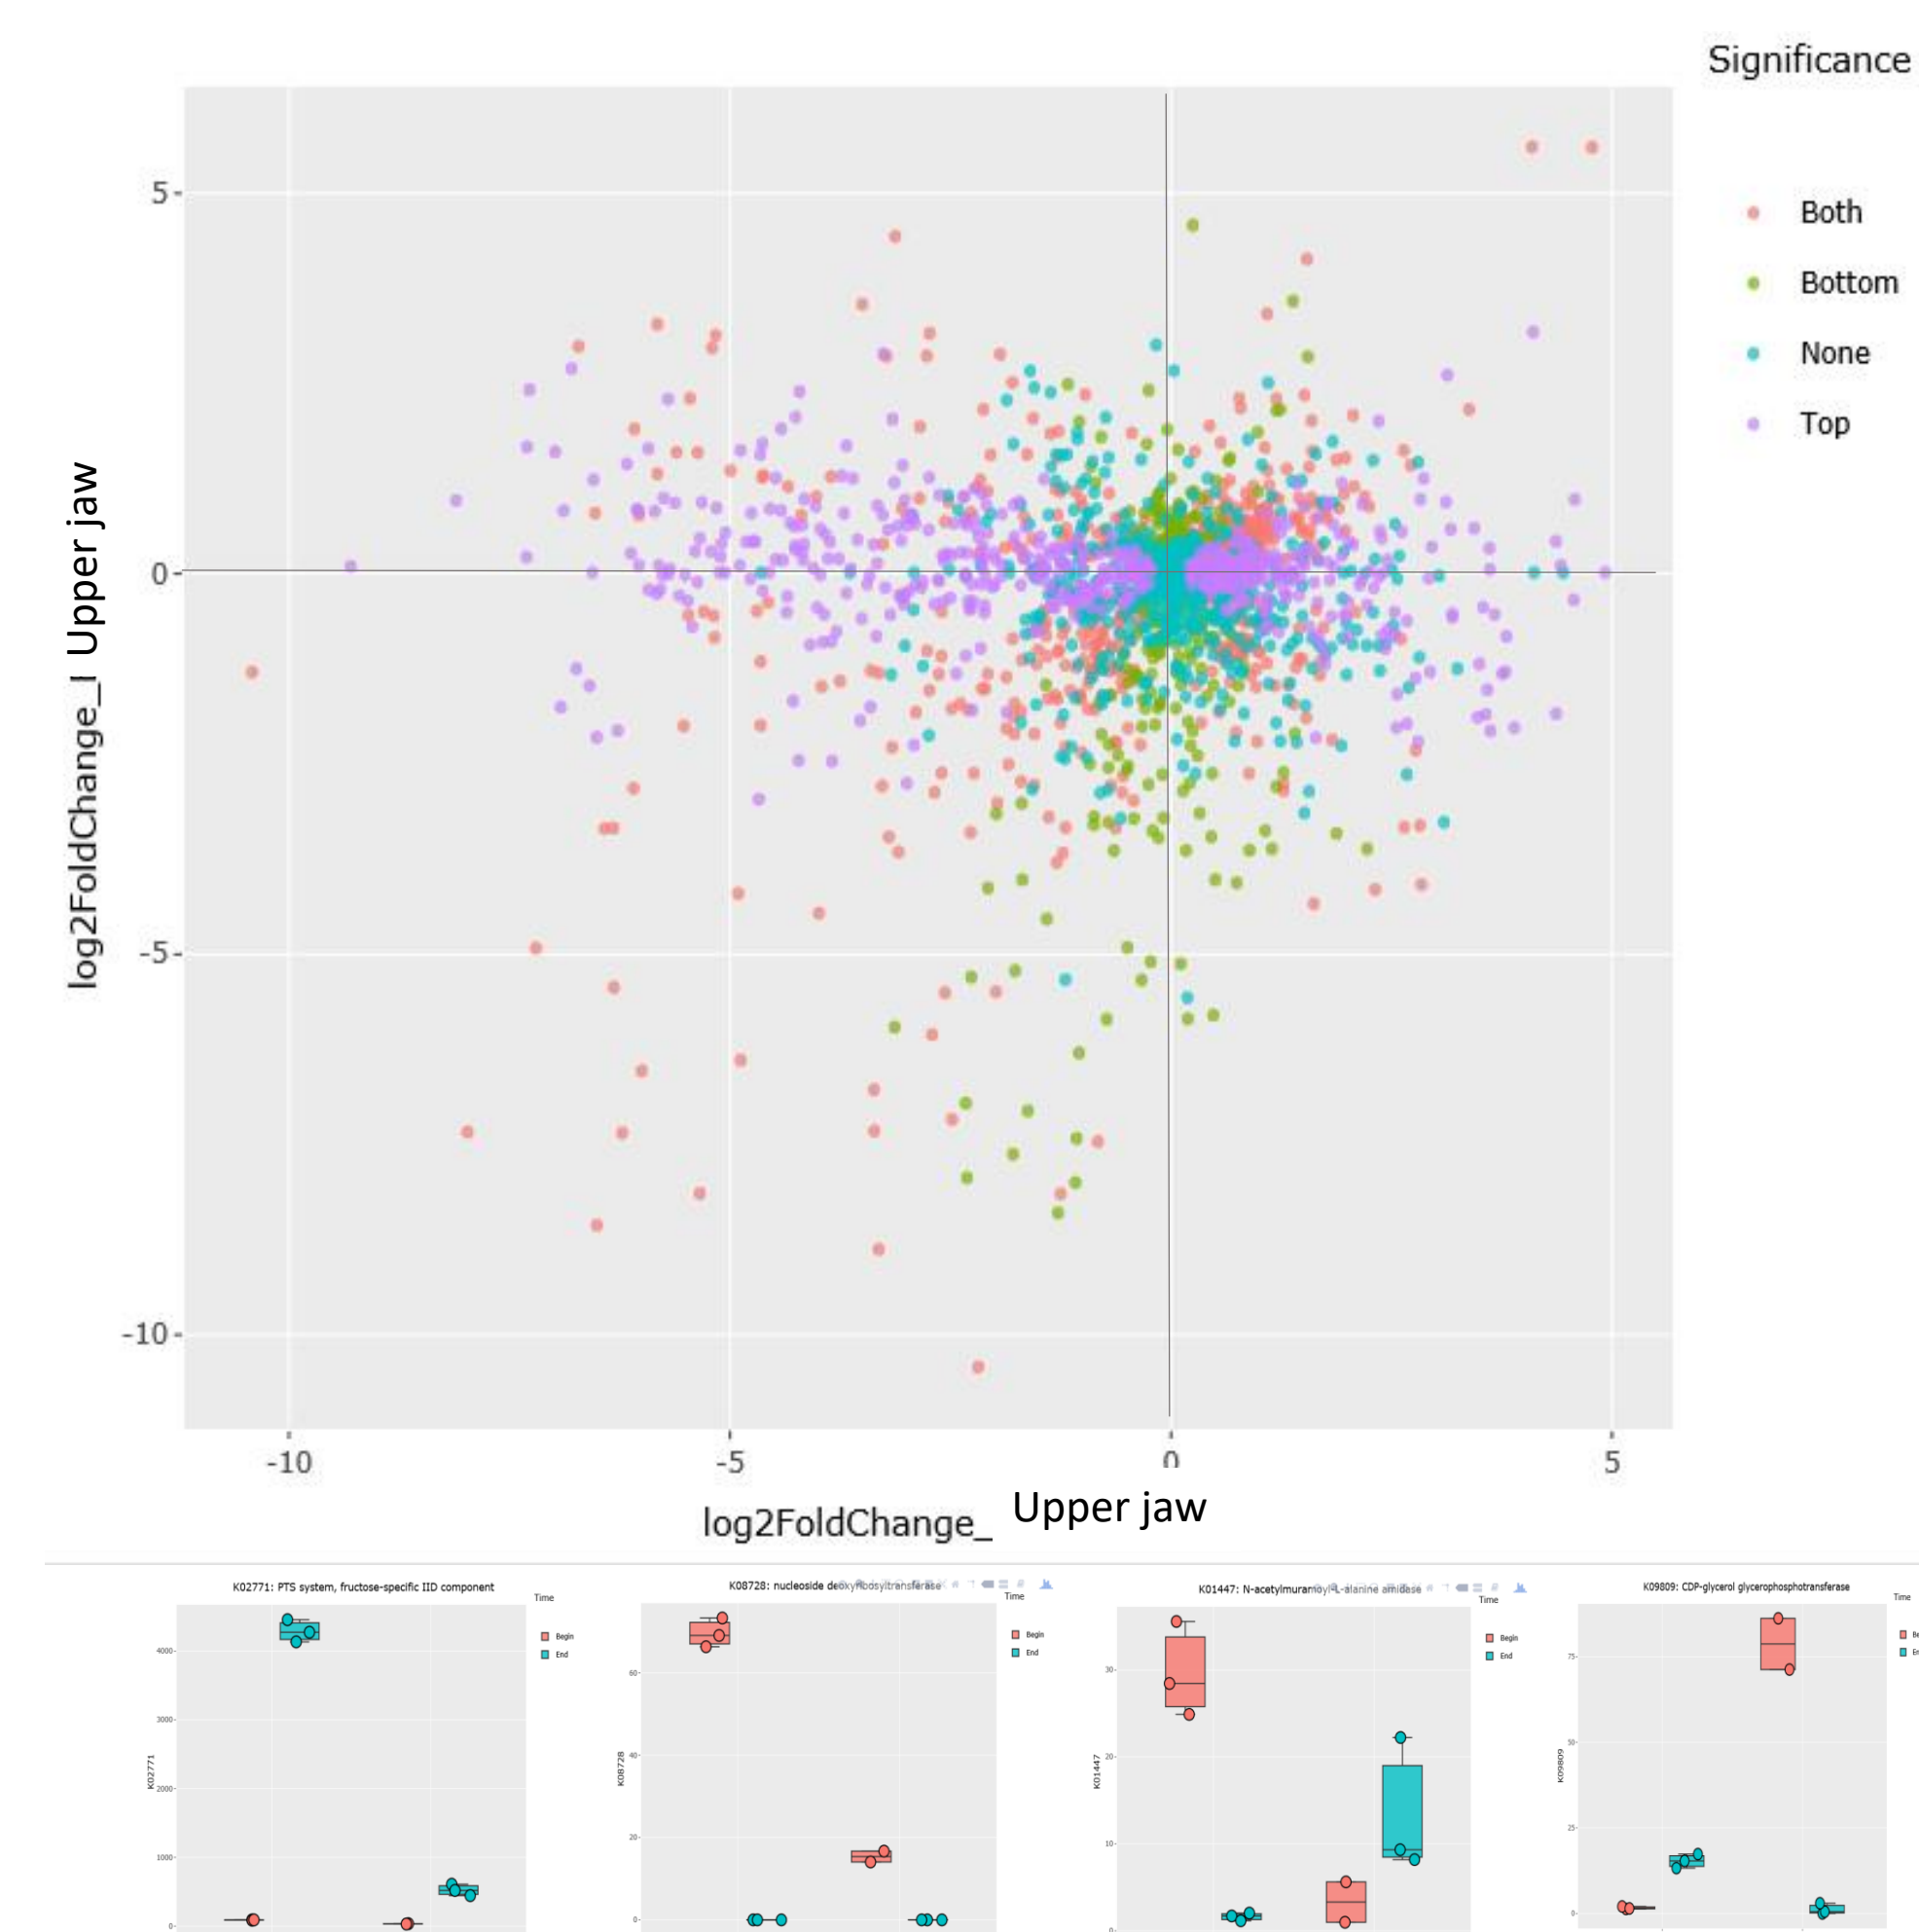 Significance
Both
Bottom
None
Top
5
0
-5
-10
log2FoldChange_l Upper jaw
-10
-5
0
5
log2FoldChange_ Upper jaw
K02771: PTS system, fructose-specific IID component
Time
Begin
End
K02771
4000
3000
2000
1000
0
K08728: nucleoside deoxyribosyltransferase
Time
Begin
End
K08728
60
40
20
0
K01447: N-acetylmuramoyl-L-alanine amidase
Time
Begin
End
K01447
30
20
10
0
K09809: CDP-glycerol glycerophosphotransferase
Time
Be
K09809
75
50
25
0